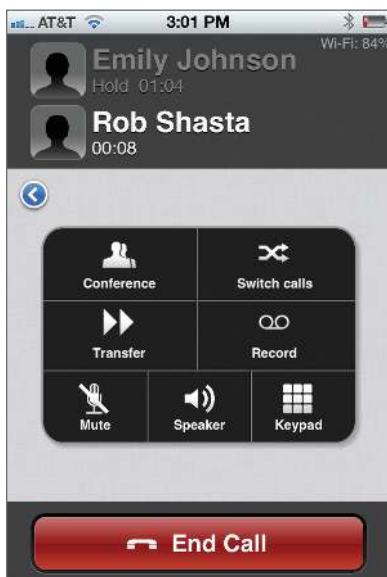 AT&T 3:01 PM
Wi-Fi: 84%
Emily Johnson
Hold 01:04
Rob Shasta
00:08
Conference Switch calls
Transfer Record
Mute Speaker Keypad
End Call